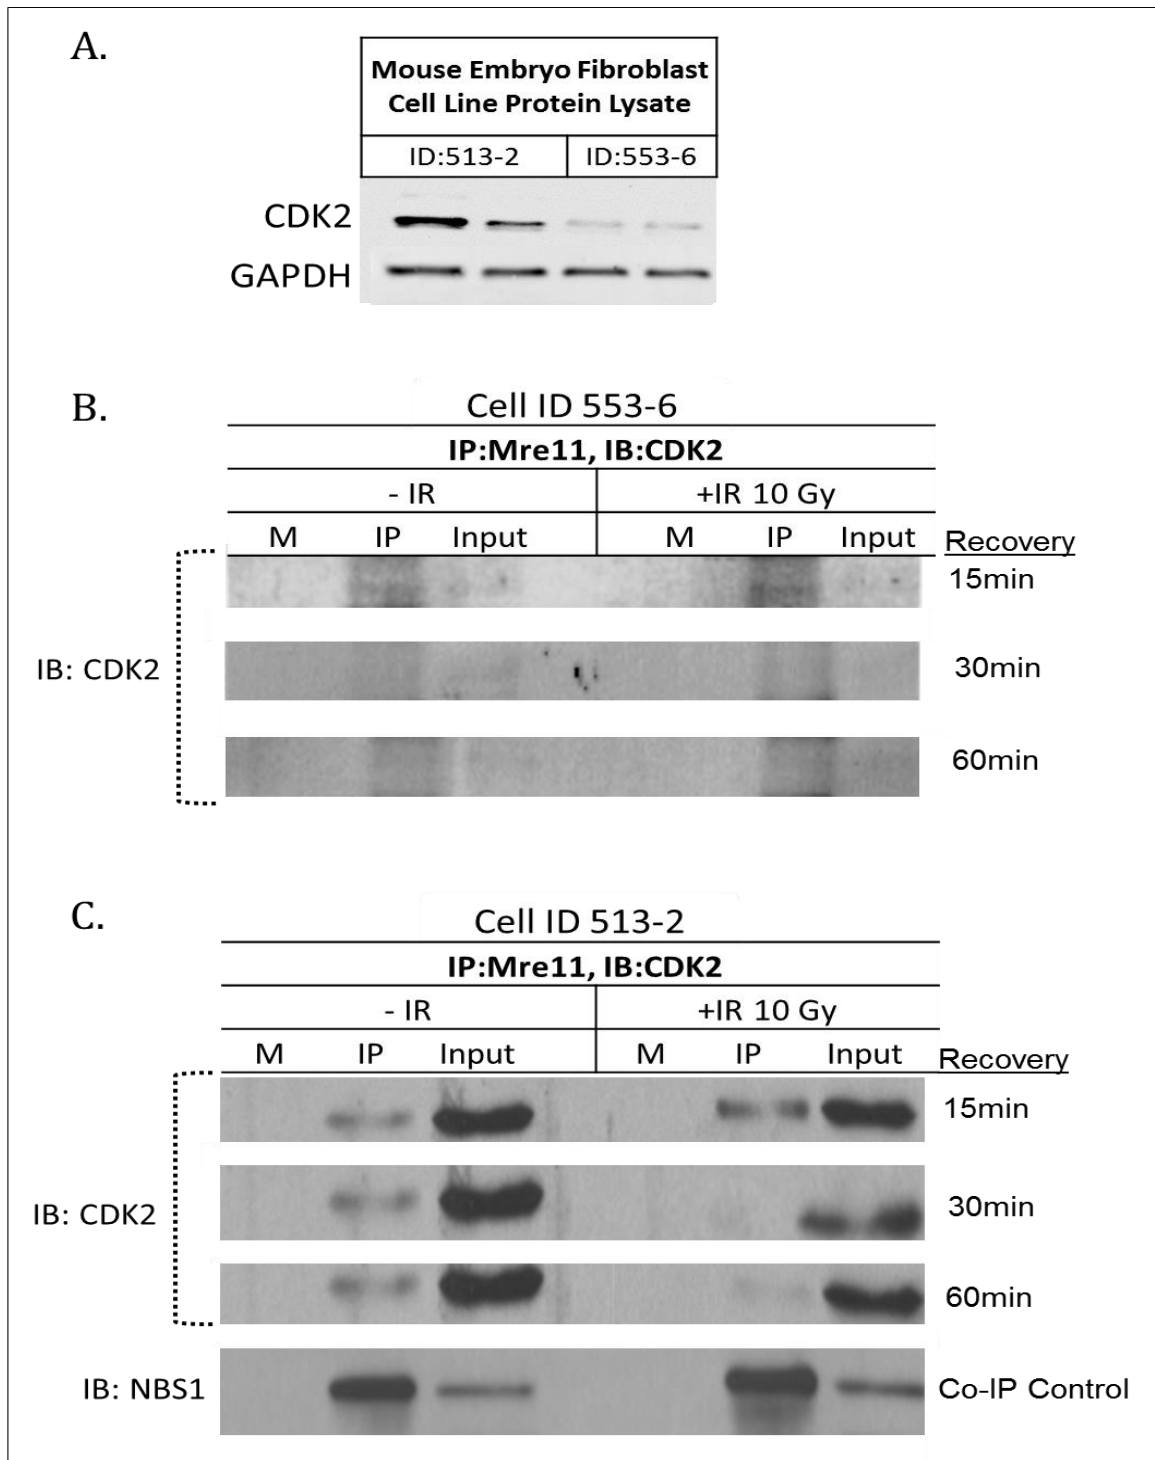 A.
Mouse Embryo Fibroblast
Cell Line Protein Lysate
ID:513-2 ID:553-6
CDK2
GAPDH
B.
Cell ID 553-6
IP:Mre11, IB:CDK2
- IR +IR 10 Gy
M IP Input M IP Input Recovery
15min
IB: CDK2 30min
60min
C.
Cell ID 513-2
IP:Mre11, IB:CDK2
- IR +IR 10 Gy
M IP Input M IP Input Recovery
15min
IB: CDK2 30min
60min
IB: NBS1 Co-IP Control